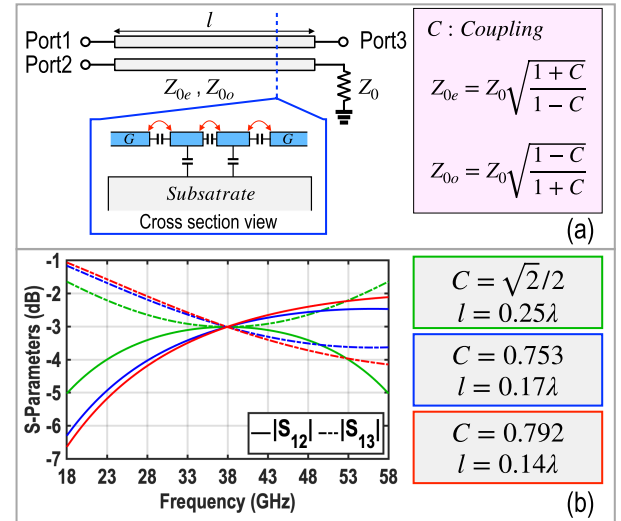 l
Port1
Port3
Port2
Z₀ₑ , Z₀ₒ
Z₀
G
G
Subsatrate
Cross section view
C : Coupling
Z₀ₑ = Z₀√((1 + C)/(1 − C))
Z₀ₒ = Z₀√((1 − C)/(1 + C))
(a)
S-Parameters (dB)
-1
-2
-3
-4
-5
-6
-7
|S₁₂|
|S₁₃|
18
23
28
33
38
43
48
53
58
Frequency (GHz)
C = √2/2
l = 0.25λ
C = 0.753
l = 0.17λ
C = 0.792
l = 0.14λ
(b)